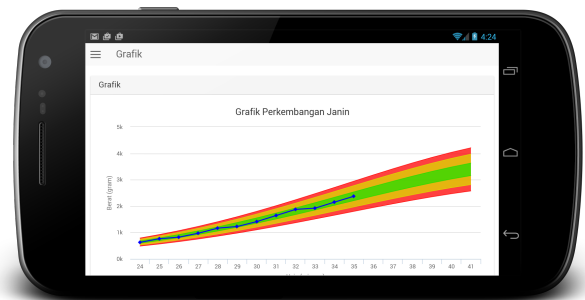 4:24
Grafik
Grafik
Grafik Perkembangan Janin
5k
4k
3k
2k
1k
0k
Berat (gram)
24 25 26 27 28 29 30 31 32 33 34 35 36 37 38 39 40 41